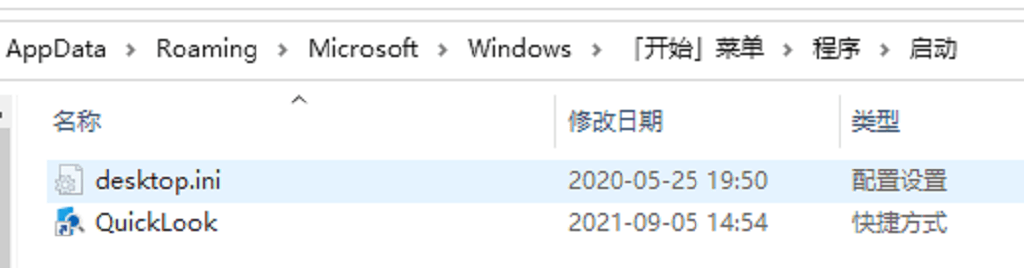 AppData > Roaming > Microsoft > Windows > 「开始」菜单 > 程序 > 启动
名称 修改日期 类型
desktop.ini 2020-05-25 19:50 配置设置
QuickLook 2021-09-05 14:54 快捷方式